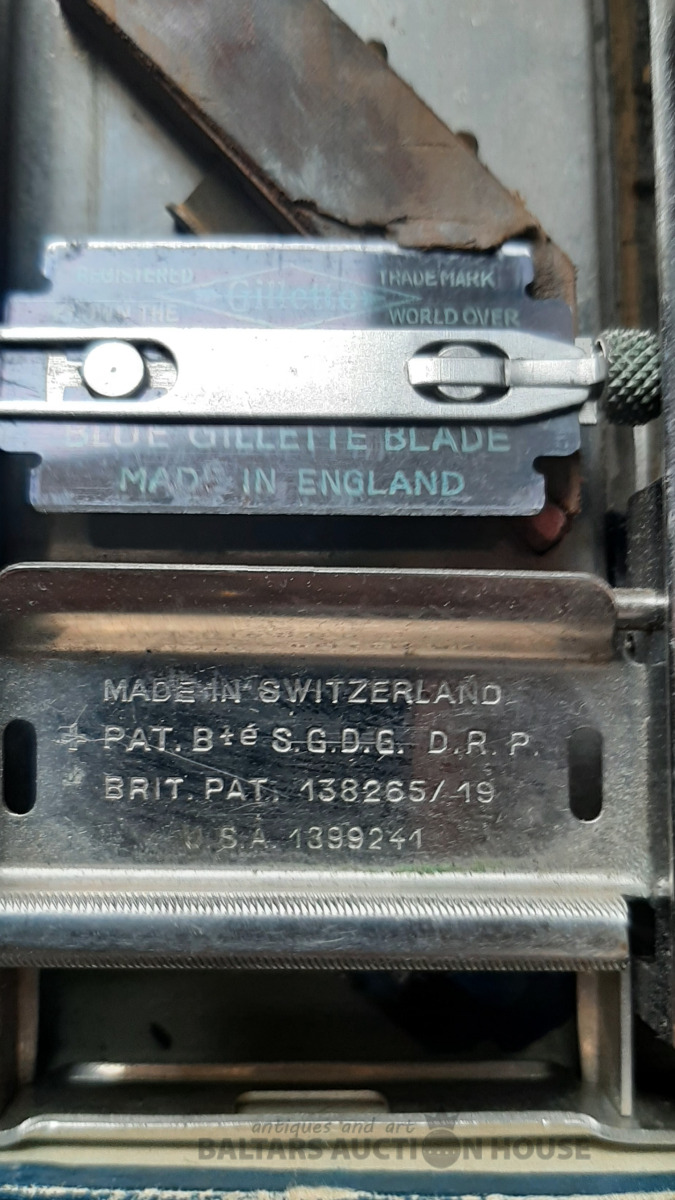 REGISTERED Gillette TRADE MARK
THE WORLD OVER
BLUE GILLETTE BLADE
MADE IN ENGLAND
MADE IN SWITZERLAND
+ PAT. Bté S.G.D.G. D.R.P.
BRIT. PAT. 138265/19
U.S.A. 1399241
antiques and art
BALTARS AUCTION HOUSE